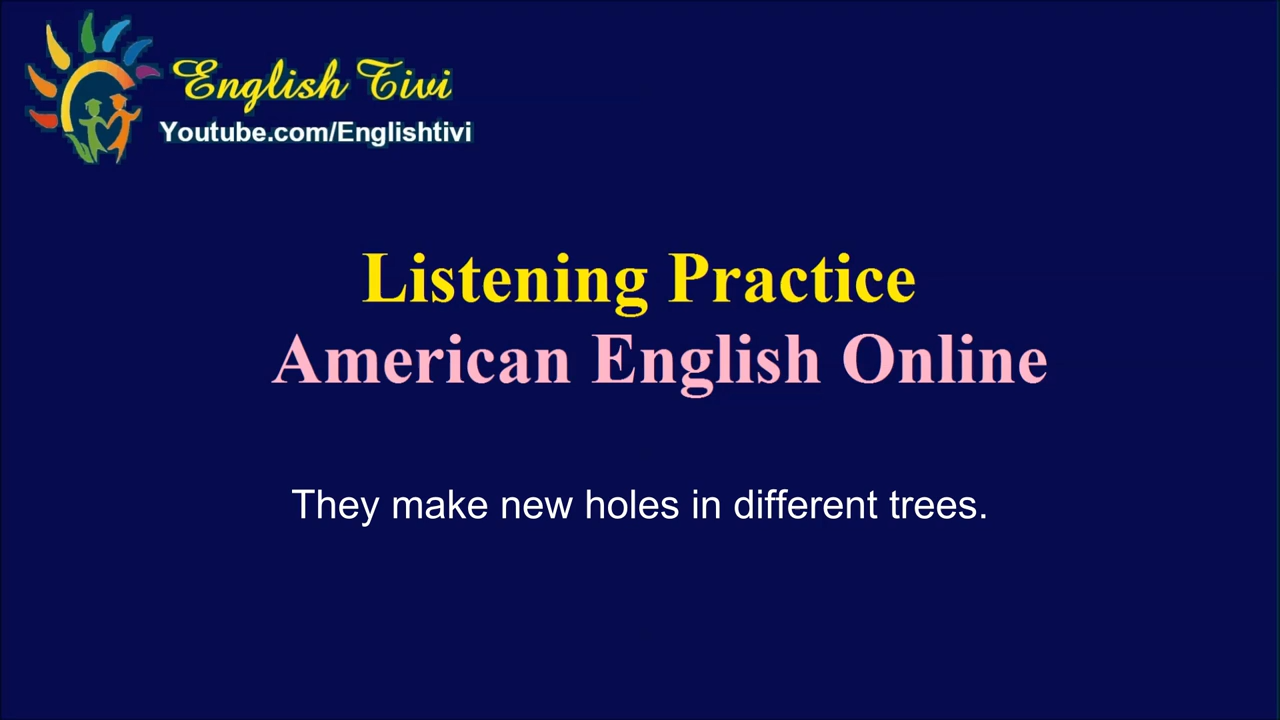 English Tivi
Youtube.com/Englishtivi
Listening Practice
American English Online
They make new holes in different trees.